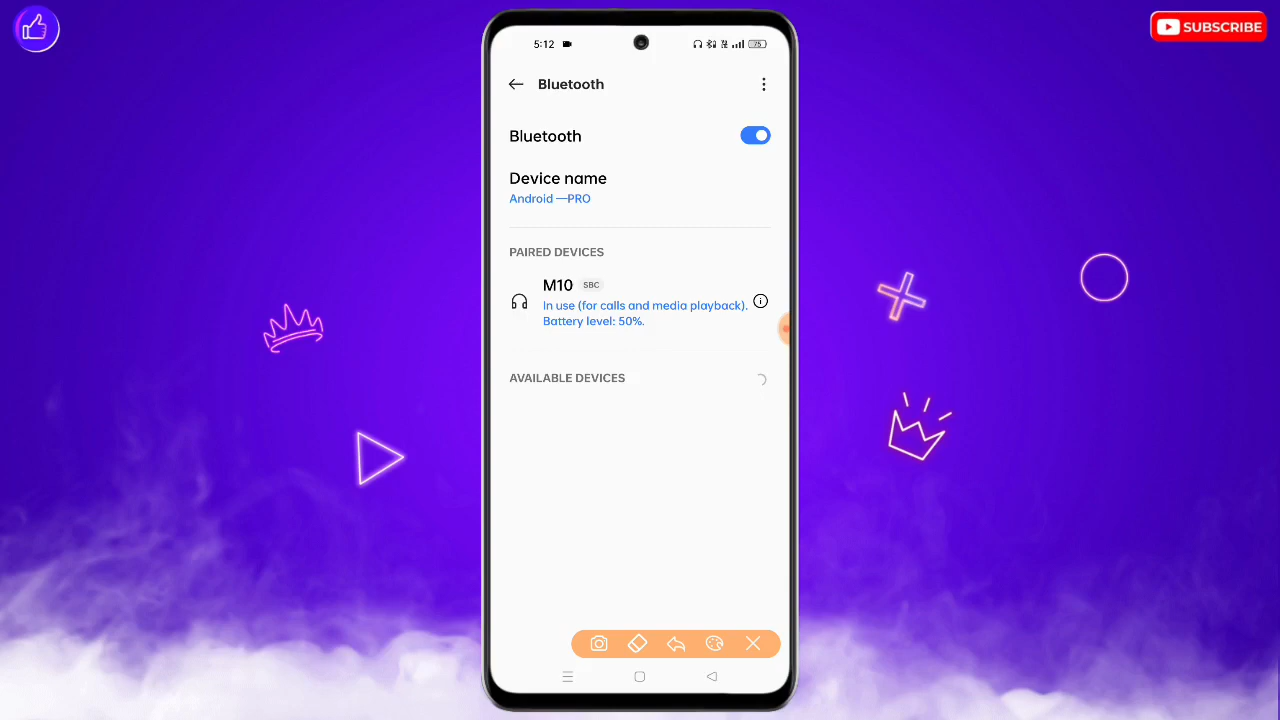 SUBSCRIBE
5:12
75
Bluetooth
Bluetooth
Device name
Android —PRO
PAIRED DEVICES
M10 SBC
In use (for calls and media playback).
Battery level: 50%.
AVAILABLE DEVICES